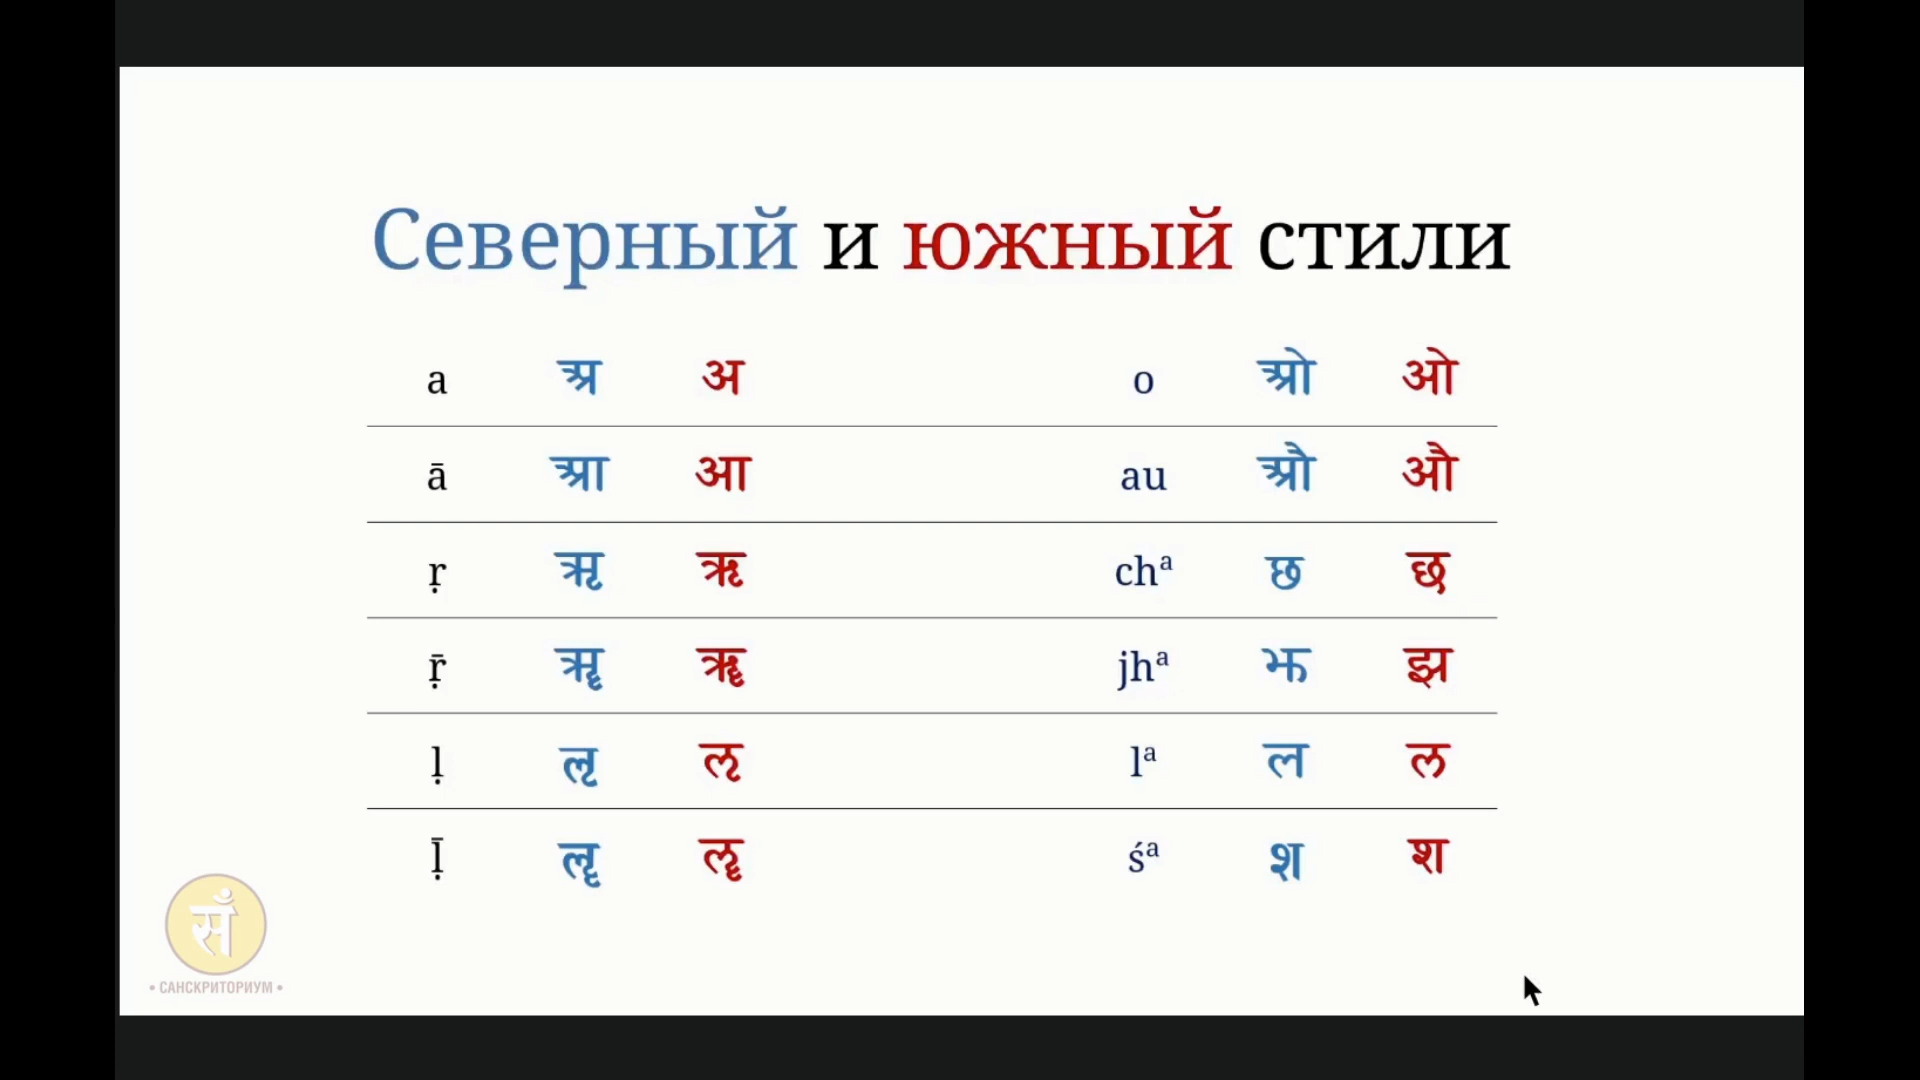 Северный и южный стили
a अ अ o ओ ओ
ā आ आ au औ औ
ṛ ऋ ऋ chª छ छ
ṝ ॠ ॠ jhª झ झ
ḷ ऌ ऌ lª ल ल
ḹ ॡ ॡ śª श श
सँ
• САНСКРИТОРИУМ •